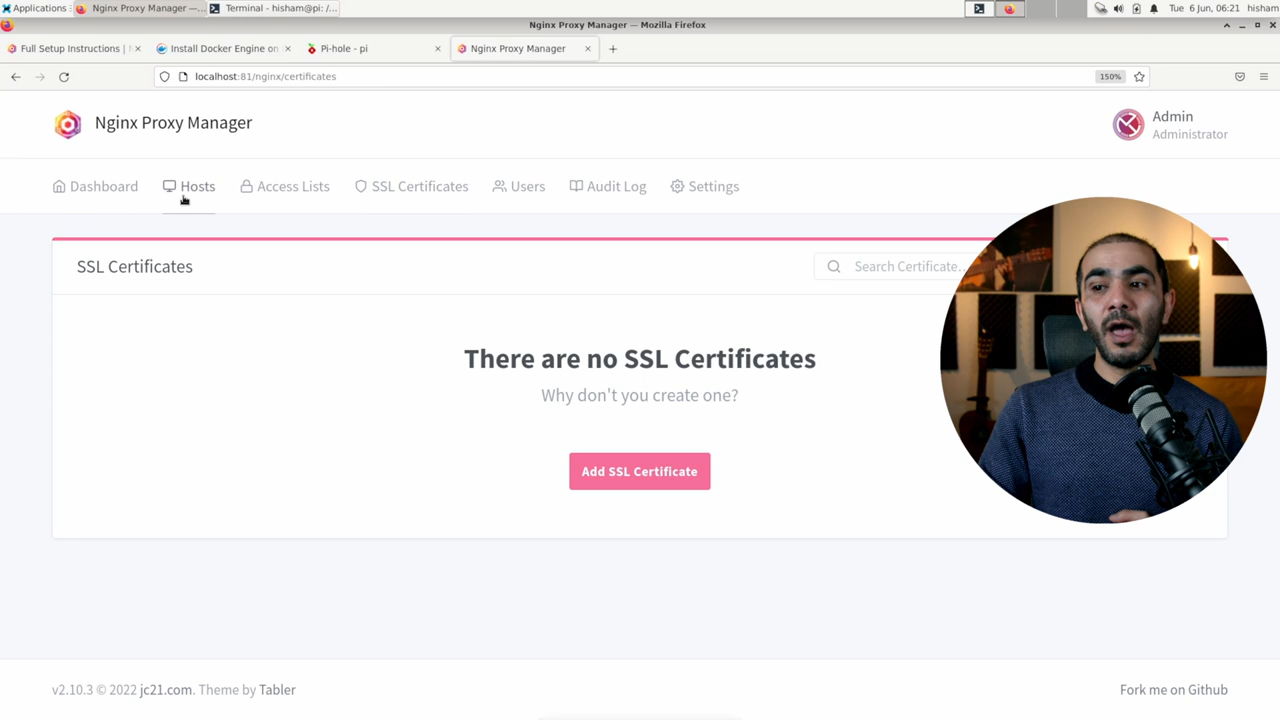 Applications
Nginx Proxy Manager —...
Terminal - hisham@pi: /...
Tue 6 Jun, 06:21
hisham
Nginx Proxy Manager — Mozilla Firefox
Full Setup Instructions |
Install Docker Engine on
Pi-hole - pi
Nginx Proxy Manager
localhost:81/nginx/certificates
150%
Nginx Proxy Manager
Admin
Administrator
Dashboard
Hosts
Access Lists
SSL Certificates
Users
Audit Log
Settings
SSL Certificates
Search Certificate…
There are no SSL Certificates
Why don't you create one?
Add SSL Certificate
v2.10.3 © 2022 jc21.com. Theme by Tabler
Fork me on Github